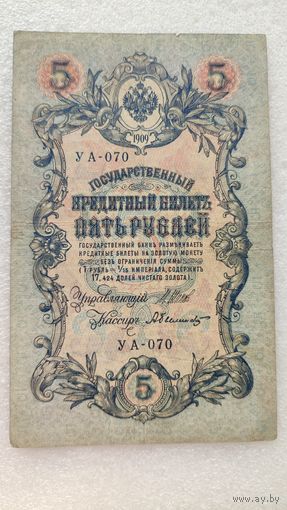 5 5
1909
УА-070
ГОСУДАРСТВЕННЫЙ
КРЕДИТНЫЙ БИЛЕТЪ
ПЯТЬ РУБЛЕЙ
ГОСУДАРСТВЕННЫЙ БАНКЪ РАЗМѢНИВАЕТЪ
КРЕДИТНЫЕ БИЛЕТЫ НА ЗОЛОТУЮ МОНЕТУ
БЕЗЪ ОГРАНИЧЕНІЯ СУММЫ
(1 РУБЛЬ = 1/15 ИМПЕРІАЛА, СОДЕРЖИТЪ
17,424 ДОЛЕЙ ЧИСТАГО ЗОЛОТА).
Управляющій
Кассиръ
УА-070
5
www.ay.by